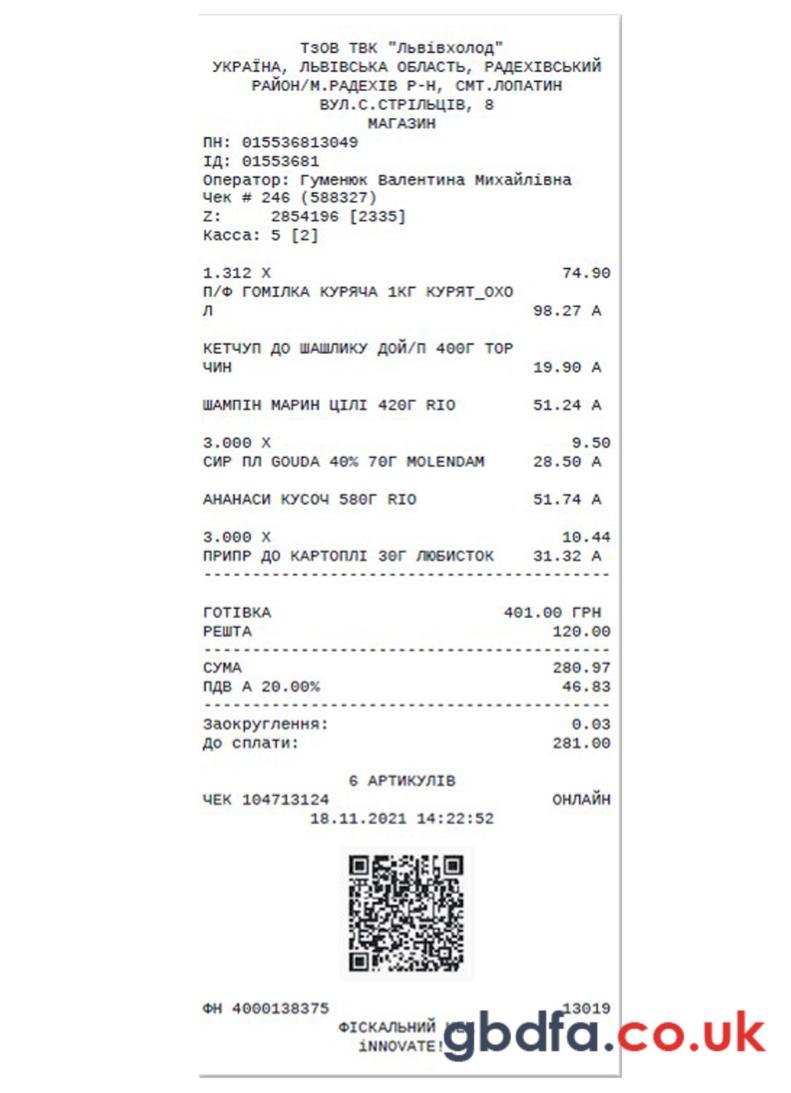 ТзОВ ТВК "Львівхолод"
УКРАЇНА, ЛЬВІВСЬКА ОБЛАСТЬ, РАДЕХІВСЬКИЙ
РАЙОН/М.РАДЕХІВ Р-Н, СМТ.ЛОПАТИН
ВУЛ.С.СТРІЛЬЦІВ, 8
МАГАЗИН
ПН: 015536813049
ІД: 01553681
Оператор: Гуменюк Валентина Михайлівна
Чек # 246 (588327)
Z: 2854196 [2335]
Касса: 5 [2]
1.312 X 74.90
П/Ф ГОМІЛКА КУРЯЧА 1КГ КУРЯТ_ОХО
Л 98.27 А
КЕТЧУП ДО ШАШЛИКУ ДОЙ/П 400Г ТОР
ЧИН 19.90 А
ШАМПІН МАРИН ЦІЛІ 420Г RIO 51.24 А
3.000 X 9.50
СИР ПЛ GOUDA 40% 70Г MOLENDAM 28.50 А
АНАНАСИ КУСОЧ 580Г RIO 51.74 А
3.000 X 10.44
ПРИПР ДО КАРТОПЛІ 30Г ЛЮБИСТОК 31.32 А
ГОТІВКА 401.00 ГРН
РЕШТА 120.00
СУМА 280.97
ПДВ А 20.00% 46.83
Заокруглення: 0.03
До сплати: 281.00
6 АРТИКУЛІВ
ЧЕК 104713124 ОНЛАЙН
18.11.2021 14:22:52
ФН 4000138375 13019
ФІСКАЛЬНИЙ
iNNOVATE!
gbdfa.co.uk